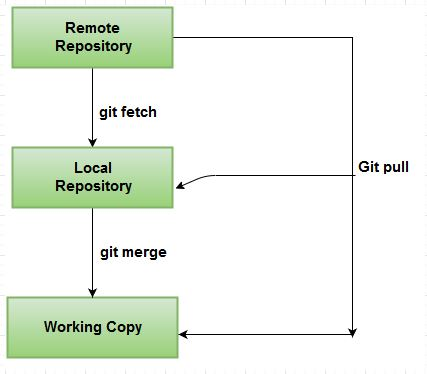 Remote
Repository
git fetch
Local
Repository
Git pull
git merge
Working Copy